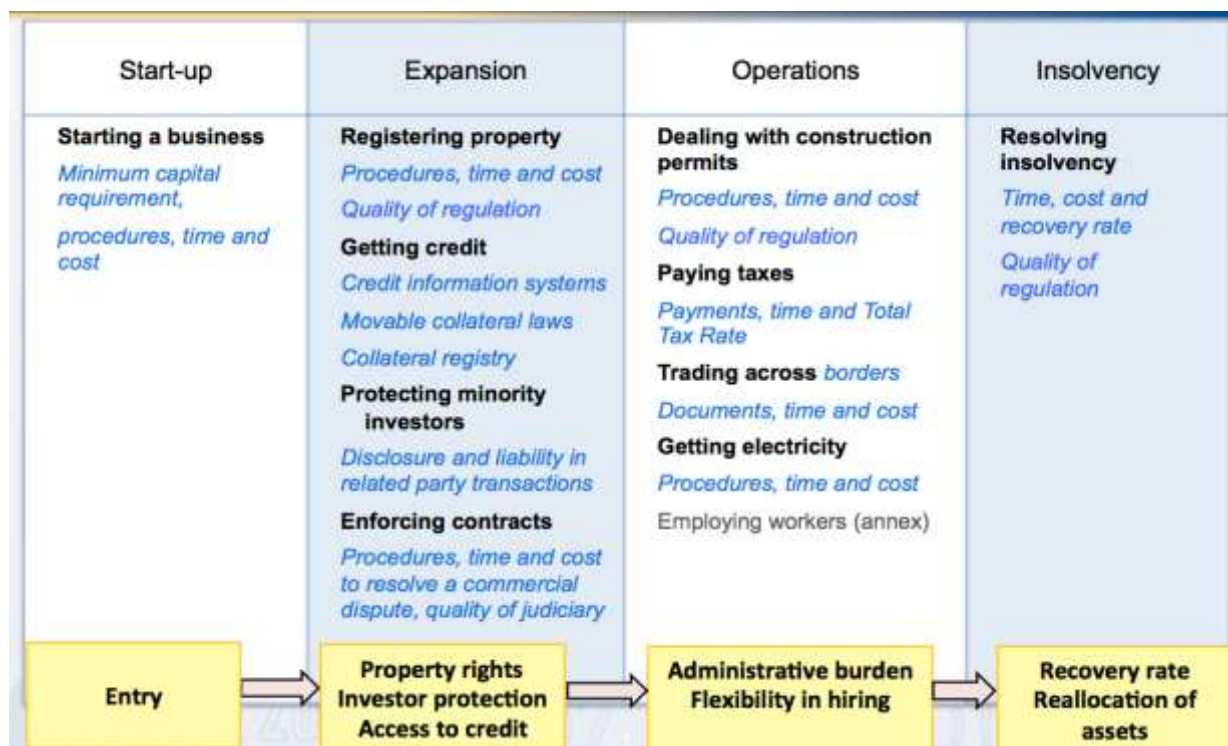 Start-up
Expansion
Operations
Insolvency
Starting a business
Minimum capital
requirement,
procedures, time and
cost
Registering property
Procedures, time and cost
Quality of regulation
Getting credit
Credit information systems
Movable collateral laws
Collateral registry
Protecting minority
investors
Disclosure and liability in
related party transactions
Enforcing contracts
Procedures, time and cost
to resolve a commercial
dispute, quality of judiciary
Dealing with construction
permits
Procedures, time and cost
Quality of regulation
Paying taxes
Payments, time and Total
Tax Rate
Trading across borders
Documents, time and cost
Getting electricity
Procedures, time and cost
Employing workers (annex)
Resolving
insolvency
Time, cost and
recovery rate
Quality of
regulation
Entry
Property rights
Investor protection
Access to credit
Administrative burden
Flexibility in hiring
Recovery rate
Reallocation of
assets